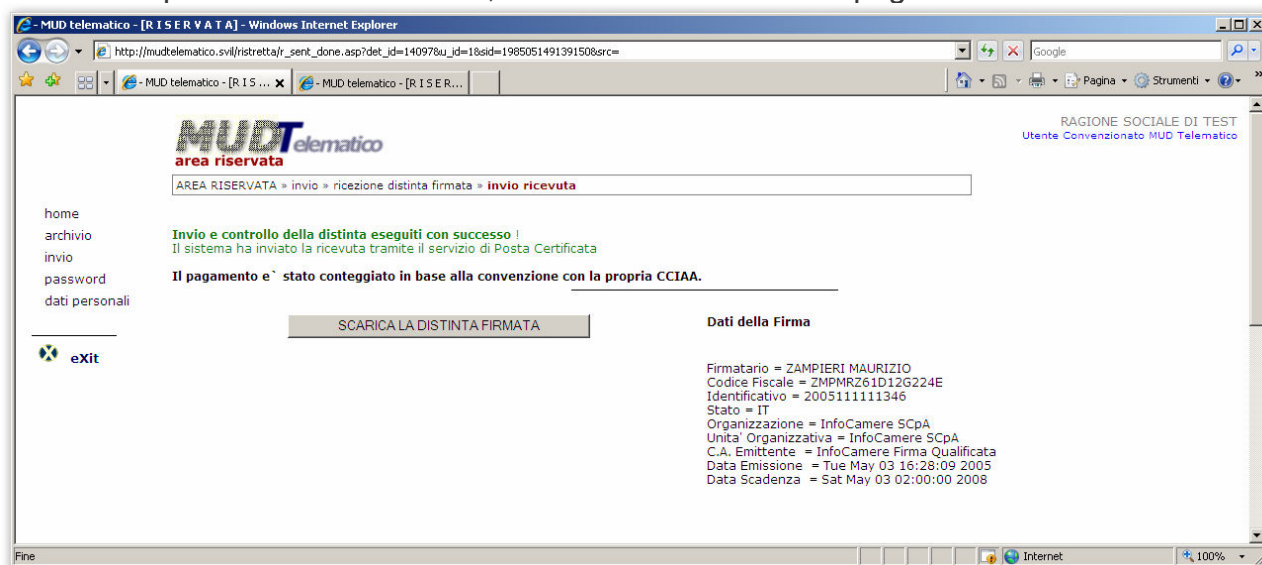 - MUD telematico - [R I S E R V A T A] - Windows Internet Explorer
http://mudtelematico.svil/ristretta/r_sent_done.asp?det_id=14097&u_id=1&sid=198505149139150&src=
Google
- MUD telematico - [R I S ... X
- MUD telematico - [R I S E R...
Pagina
Strumenti
»
RAGIONE SOCIALE DI TEST
Utente Convenzionato MUD Telematico
MUDTelematico
area riservata
AREA RISERVATA » invio » ricezione distinta firmata » invio ricevuta
home
archivio
invio
password
dati personali
eXit
Invio e controllo della distinta eseguiti con successo !
Il sistema ha inviato la ricevuta tramite il servizio di Posta Certificata
Il pagamento e` stato conteggiato in base alla convenzione con la propria CCIAA.
SCARICA LA DISTINTA FIRMATA
Dati della Firma
Firmatario = ZAMPIERI MAURIZIO
Codice Fiscale = ZMPMRZ61D12G224E
Identificativo = 2005111111346
Stato = IT
Organizzazione = InfoCamere SCpA
Unita' Organizzativa = InfoCamere SCpA
C.A. Emittente = InfoCamere Firma Qualificata
Data Emissione = Tue May 03 16:28:09 2005
Data Scadenza = Sat May 03 02:00:00 2008
Fine
Internet
100%